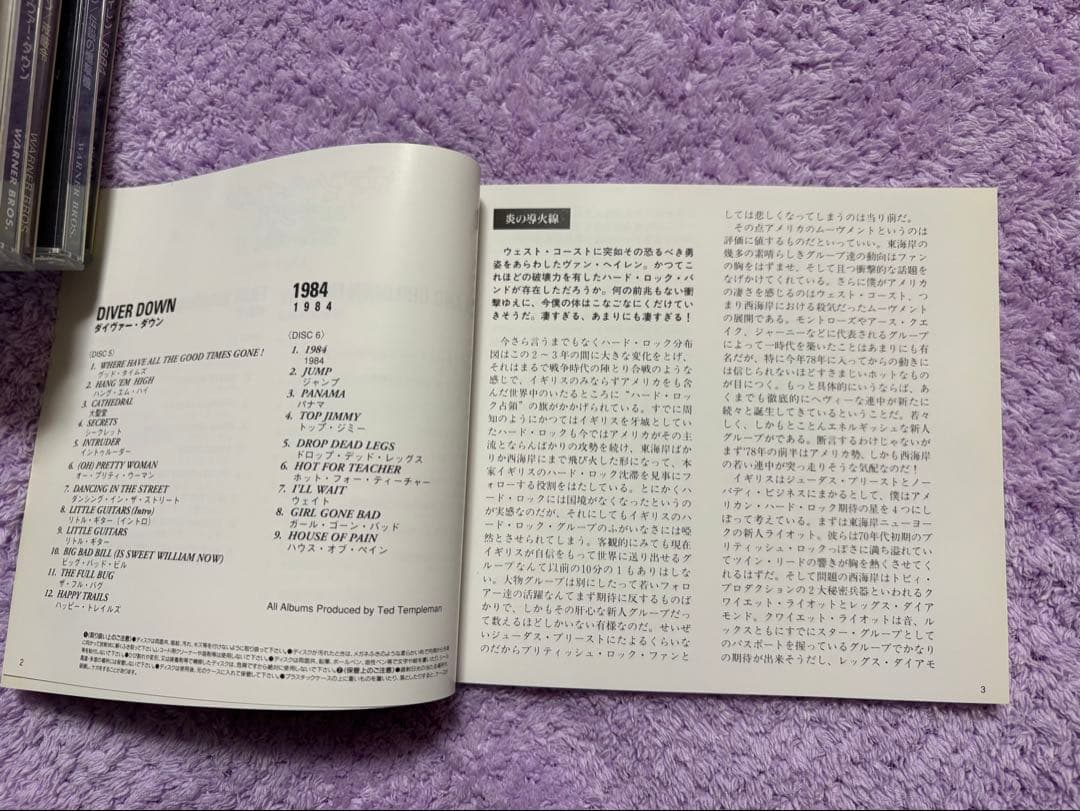 WARNER BROS.
WARNER BROS
WARNER BROS
DIVER DOWN
ダイヴァー・ダウン
〈DISC 5〉
1. WHERE HAVE ALL THE GOOD TIMES GONE!
グッド・タイムズ
2. HANG 'EM HIGH
ハング・エム・ハイ
3. CATHEDRAL
大聖堂
4. SECRETS
シークレット
5. INTRUDER
イントゥルーダー
6. (OH) PRETTY WOMAN
オー・プリティ・ウーマン
7. DANCING IN THE STREET
ダンシング・イン・ザ・ストリート
8. LITTLE GUITARS (Intro)
リトル・ギター(イントロ)
9. LITTLE GUITARS
リトル・ギター
10. BIG BAD BILL (IS SWEET WILLIAM NOW)
ビッグ・バッド・ビル
11. THE FULL BUG
ザ・フル・バグ
12. HAPPY TRAILS
ハッピー・トレイルズ
1984
1984
〈DISC 6〉
1. 1984
1984
2. JUMP
ジャンプ
3. PANAMA
パナマ
4. TOP JIMMY
トップ・ジミー
5. DROP DEAD LEGS
ドロップ・デッド・レッグス
6. HOT FOR TEACHER
ホット・フォー・ティーチャー
7. I'LL WAIT
ウェイト
8. GIRL GONE BAD
ガール・ゴーン・バッド
9. HOUSE OF PAIN
ハウス・オブ・ペイン
All Albums Produced by Ted Templeman
2
炎の導火線
ウェスト・コーストに突如その恐るべき勇
姿をあらわしたヴァン・ヘイレン。かつてこ
れほどの破壊力を有したハード・ロック・バ
ンドが存在しただろうか。何の前兆もない衝
撃ゆえに、今僕の体はこなごなにくだけてい
きそうだ。凄すぎる、あまりにも凄すぎる!
今さら言うまでもなくハード・ロック分布
図はこの2〜3年の間に大きな変化をとげ、
それはまるで戦争時代の陣とり合戦のような
感じで、イギリスのみならずアメリカをも含
んだ世界中のいたるところに“ハード・ロッ
ク占領”の旗がかかげられている。すでに周
知のようにかつてはイギリスを牙城としてい
たハード・ロックも今ではアメリカがその主
流とならんばかりの攻勢を続け、東海岸ばか
りか西海岸にまで飛び火した形になって、本
家イギリスのハード・ロック沈滞を見事にフ
ォローする役割をはたしている。とにかくハ
ード・ロックには国境がなくなったというの
が実感なのだが、それにしてもイギリスのハ
ード・ロック・グループのふがいなさには唖
然とさせられてしまう。客観的にみても現在
イギリスが自信をもって世界に送り出せるグ
ループなんて以前の10分の1もありはしな
い。大物グループは別にしたって若いフォロ
アー達の活躍なんてまず期待に反するものば
かりで、しかもその肝心な新人グループだっ
て数えるほどしかいない有様なのだ。せいぜ
いジューダス・プリーストにたよるくらいな
のだからブリティッシュ・ロック・ファンと
しては悲しくなってしまうのは当り前だ。
その点アメリカのムーヴメントというのは
評価に値するものだといっていい。東海岸の
幾多の素晴らしきグループ達の動向はファン
の胸をはずませ、そして且つ衝撃的な話題を
なげかけてくれている。さらに僕がアメリカ
の凄さを感じるのはウェスト・コースト、つ
まり西海岸における殺気だったムーヴメント
の展開である。モントローズやアース・クエ
イク、ジャーニーなどに代表されるグループ
によって一時代を築いたことはあまりにも有
名だが、特に今年78年に入ってからの動きに
は信じられないほどすさまじいホットなもの
が目につく。もっと具体的にいうならば、あ
くまでも徹底的にヘヴィーな連中が新たに
続々と誕生してきているということだ。若々
しく、しかもとことんエネルギッシュな新人
グループがである。断言するわけじゃないが
まず'78年の前半はアメリカ勢、しかも西海岸
の若い連中が突っ走りそうな気配なのだ!
イギリスはジューダス・プリーストとノー
バディ・ビジネスにまかるとして、僕はアメ
リカン・ハード・ロック期待の星を4つにし
ぼって考えている。まずは東海岸ニューヨー
クの新人ライオット。彼らは70年代初期のブ
リティッシュ・ロックっぽさに満ち溢れてい
てツイン・リードの響きが胸を熱くさせてく
れるはずだ。そして問題の西海岸はトビィ・
プロダクションの2大秘密兵器といわれるク
ワイエット・ライオットとレッグス・ダイア
モンド。クワイエット・ライオットは音、ル
ックスともにすでにスター・グループとして
のパスポートを握っているグループでかなり
の期待が出来そうだし、レッグス・ダイアモ
3